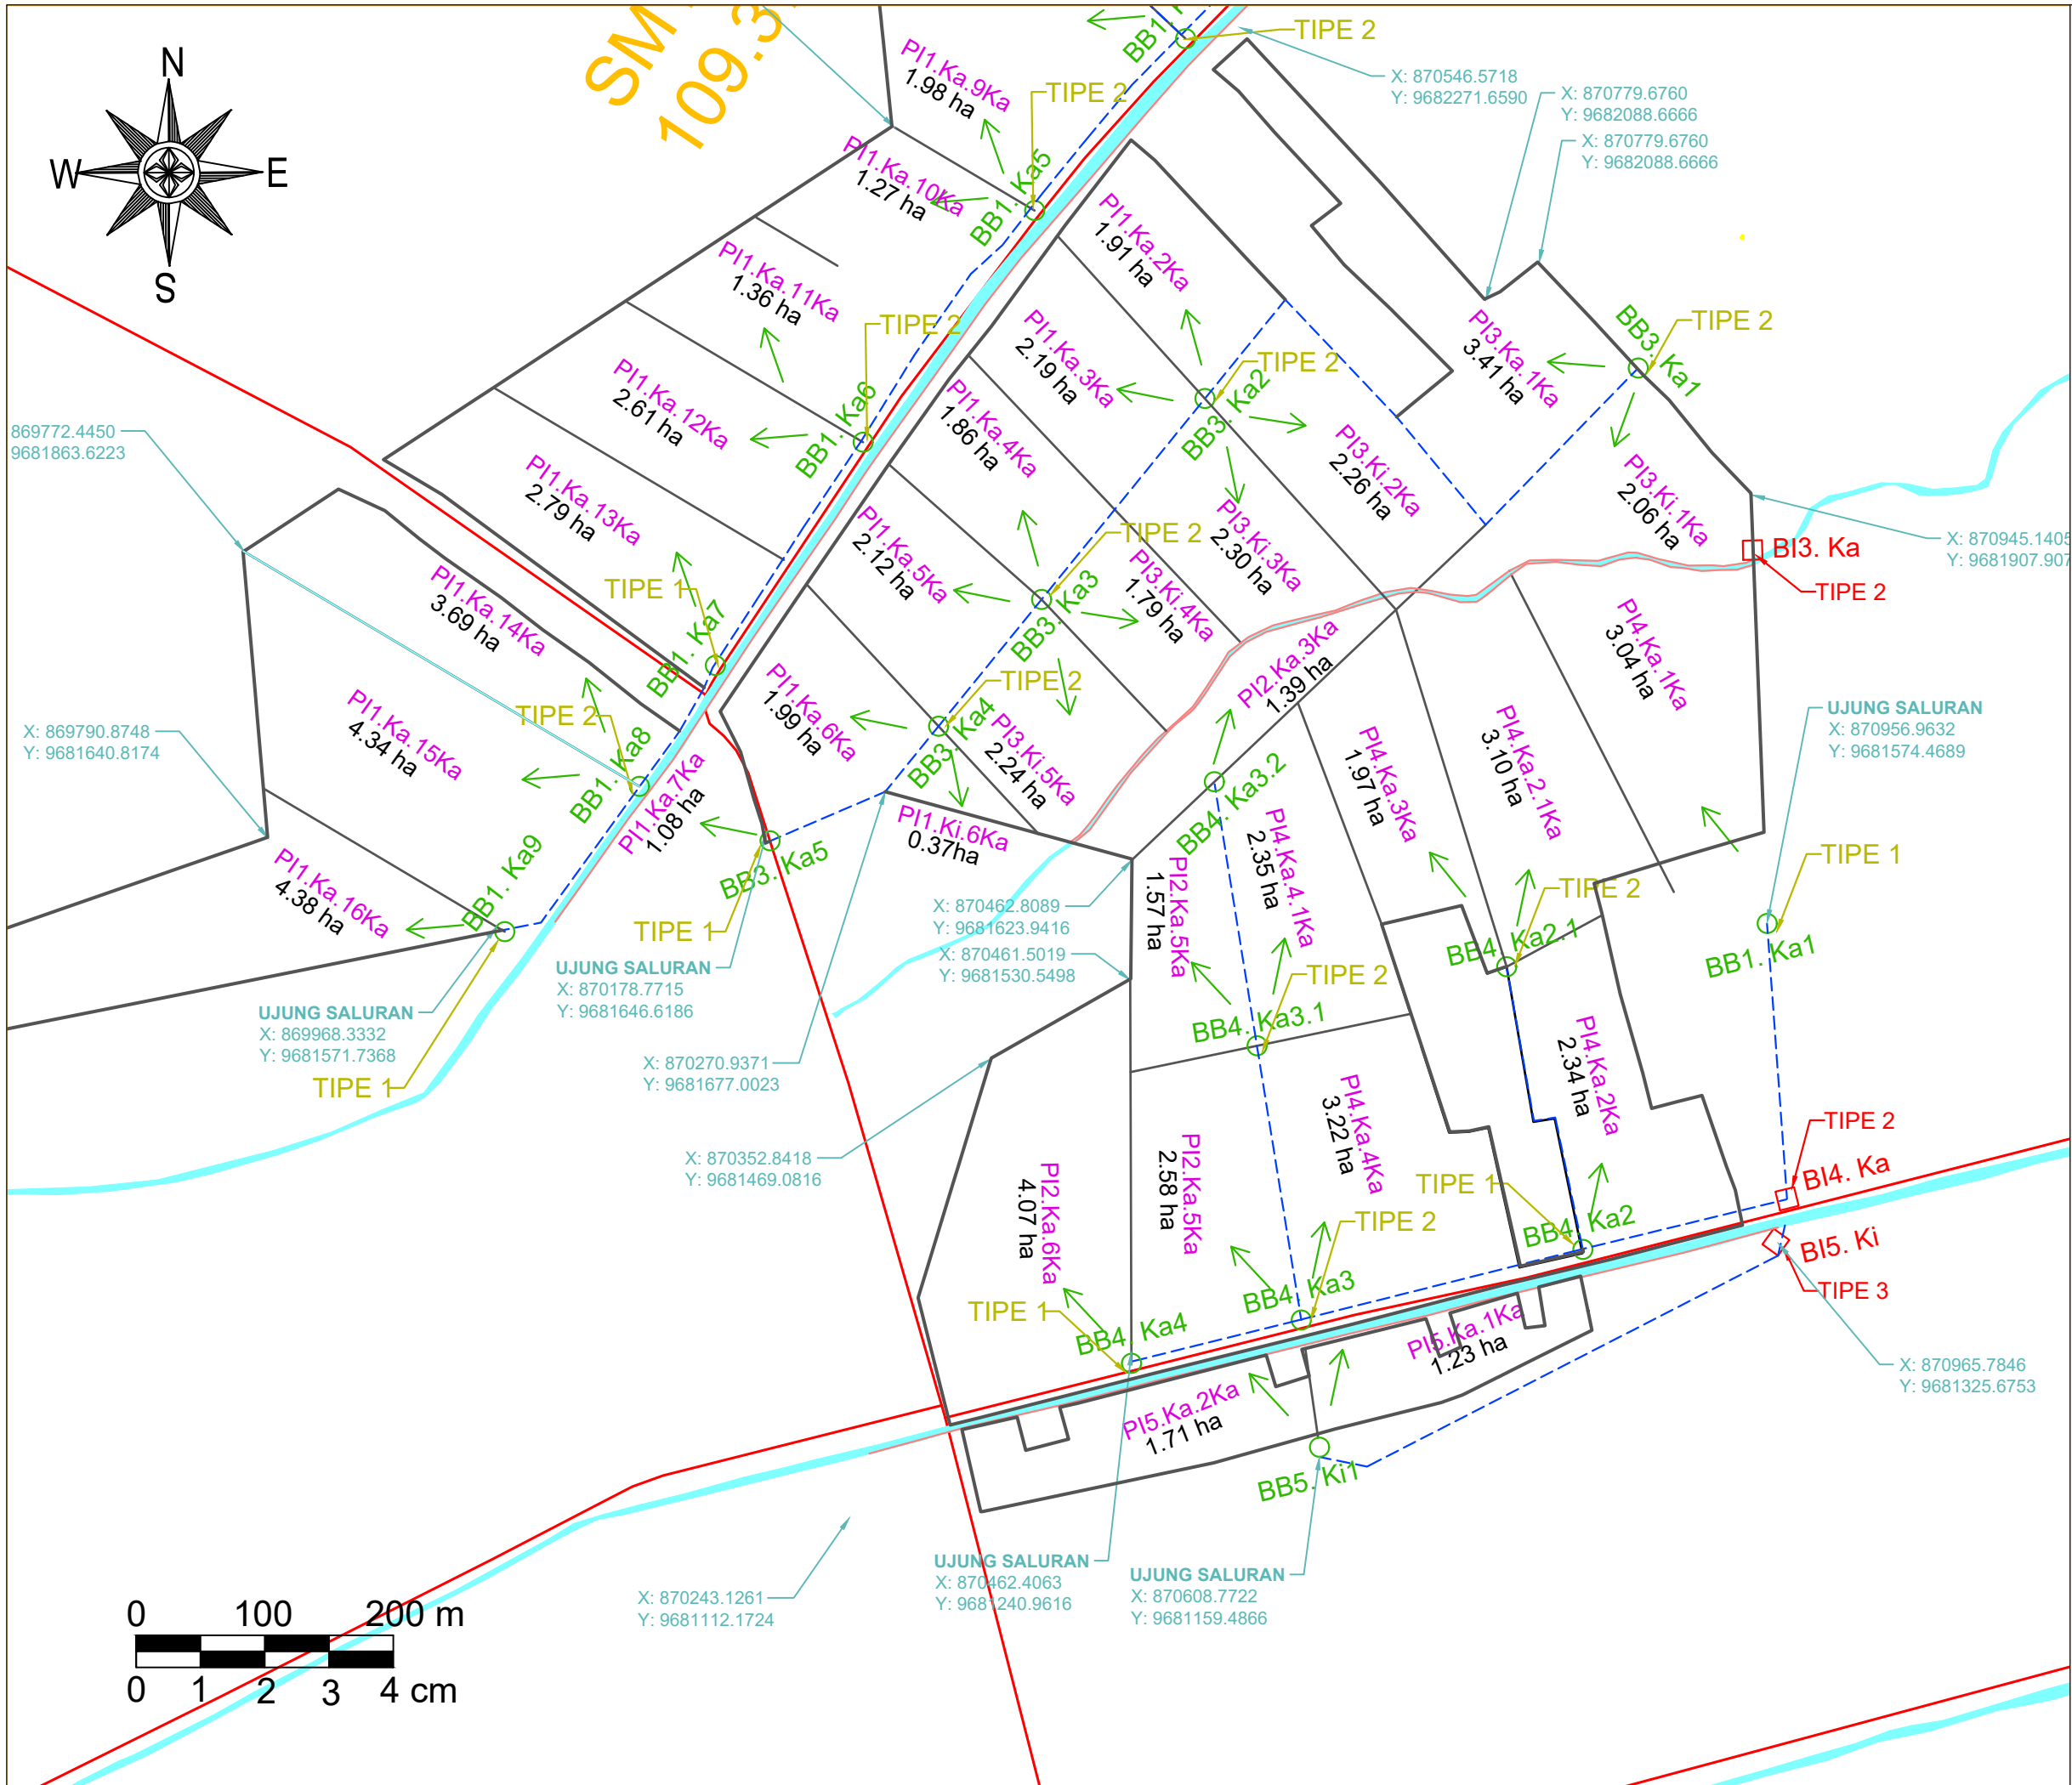 N
W
E
S
SM
109.3
BB1.
TIPE 2
X: 870546.5718
Y: 9682271.6590
X: 870779.6760
Y: 9682088.6666
X: 870779.6760
Y: 9682088.6666
PI1.Ka.9Ka
1.98 ha
TIPE 2
PI1.Ka.10Ka
1.27 ha
BB1. Ka5
PI1.Ka.11Ka
1.36 ha
TIPE 2
PI1.Ka.12Ka
2.61 ha
BB1. Ka6
PI1.Ka.13Ka
2.79 ha
PI1.Ka.2Ka
1.91 ha
PI1.Ka.3Ka
2.19 ha
PI1.Ka.4Ka
1.86 ha
PI1.Ka.5Ka
2.12 ha
PI1.Ka.6Ka
1.99 ha
TIPE 2
BB3. Ka2
PI3.Ki.2Ka
2.26 ha
PI3.Ki.3Ka
2.30 ha
PI3.Ki.4Ka
1.79 ha
PI3.Ki.5Ka
2.24 ha
TIPE 2
BB3. Ka3
TIPE 2
BB3. Ka4
PI3.Ka.1Ka
3.41 ha
BB3. Ka1
TIPE 2
PI3.Ki.1Ka
2.06 ha
X: 870945.1405
Y: 9681907.907
BI3. Ka
TIPE 2
869772.4450
9681863.6223
TIPE 1
BB1. Ka7
PI1.Ka.14Ka
3.69 ha
PI1.Ka.15Ka
4.34 ha
TIPE 2
BB1. Ka8
X: 869790.8748
Y: 9681640.8174
PI1.Ka.16Ka
4.38 ha
BB1. Ka9
PI1.Ka.7Ka
1.08 ha
BB3. Ka5
TIPE 1
PI1.Ki.6Ka
0.37ha
UJUNG SALURAN
X: 869968.3332
Y: 9681571.7368
TIPE 1
UJUNG SALURAN
X: 870178.7715
Y: 9681646.6186
X: 870462.8089
Y: 9681623.9416
X: 870461.5019
Y: 9681530.5498
X: 870270.9371
Y: 9681677.0023
X: 870352.8418
Y: 9681469.0816
PI2.Ka.3Ka
1.39 ha
PI4.Ka.1Ka
3.04 ha
PI4.Ka.2.1Ka
3.10 ha
PI4.Ka.3Ka
1.97 ha
BB4. Ka3.2
PI4.Ka.4.1Ka
2.35 ha
PI2.Ka.5Ka
1.57 ha
UJUNG SALURAN
X: 870956.9632
Y: 9681574.4689
TIPE 1
BB1. Ka1
TIPE 2
BB4. Ka2.1
TIPE 2
BB4. Ka3.1
PI4.Ka.2Ka
2.34 ha
PI4.Ka.4Ka
3.22 ha
PI2.Ka.5Ka
2.58 ha
PI2.Ka.6Ka
4.07 ha
TIPE 2
BI4. Ka
TIPE 1
BB4. Ka2
BI5. Ki
TIPE 3
TIPE 2
BB4. Ka3
TIPE 1
BB4. Ka4
PI5.Ka.1Ka
1.23 ha
PI5.Ka.2Ka
1.71 ha
BB5. Ki1
X: 870965.7846
Y: 9681325.6753
UJUNG SALURAN
X: 870462.4063
Y: 9681240.9616
UJUNG SALURAN
X: 870608.7722
Y: 9681159.4866
X: 870243.1261
Y: 9681112.1724
0 100 200 m
0 1 2 3 4 cm